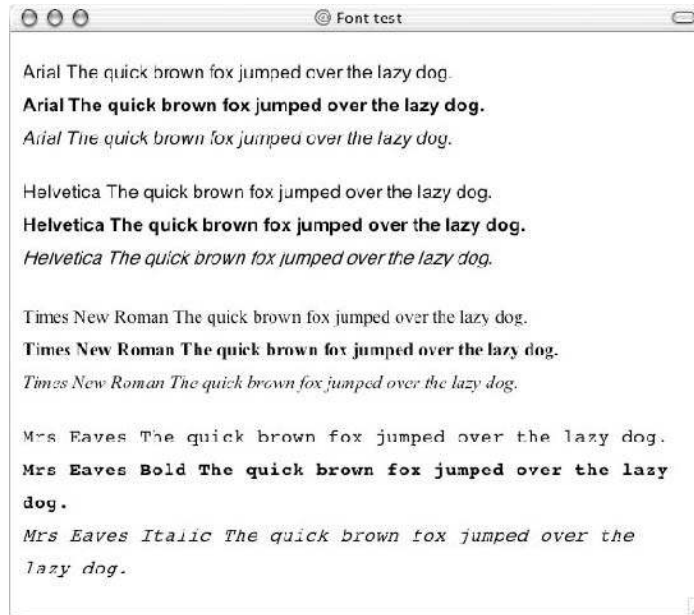 @ Font test
Arial The quick brown fox jumped over the lazy dog.
Arial The quick brown fox jumped over the lazy dog.
Arial The quick brown fox jumped over the lazy dog.
Helvetica The quick brown fox jumped over the lazy dog.
Helvetica The quick brown fox jumped over the lazy dog.
Helvetica The quick brown fox jumped over the lazy dog.
Times New Roman The quick brown fox jumped over the lazy dog.
Times New Roman The quick brown fox jumped over the lazy dog.
Times New Roman The quick brown fox jumped over the lazy dog.
Mrs Eaves The quick brown fox jumped over the lazy dog.
Mrs Eaves Bold The quick brown fox jumped over the lazy
dog.
Mrs Eaves Italic The quick brown fox jumped over the
lazy dog.